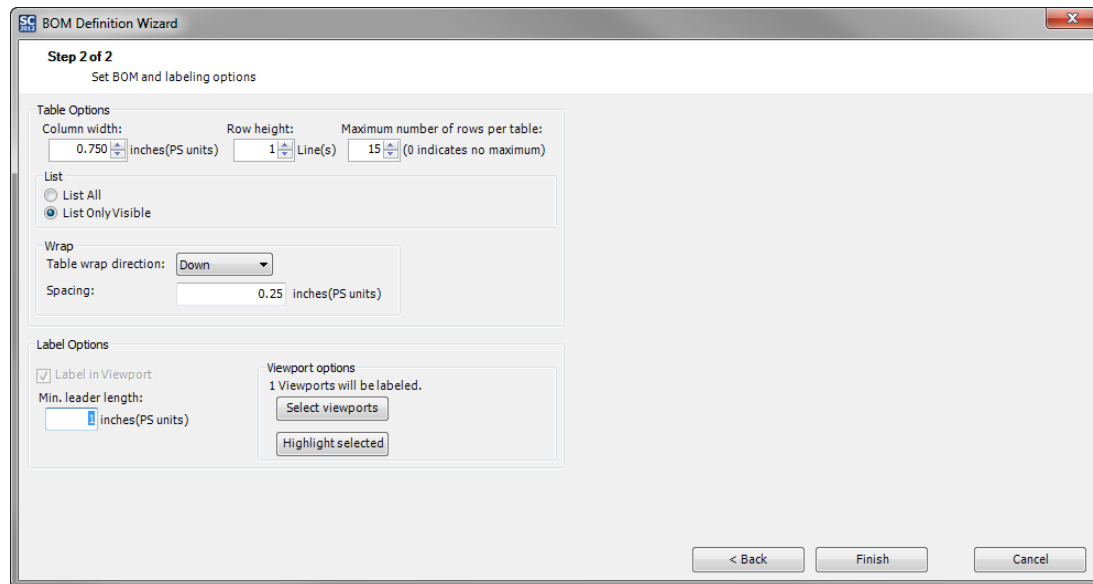 SC 2012 BOM Definition Wizard
Step 2 of 2
Set BOM and labeling options
Table Options
Column width: Row height: Maximum number of rows per table:
0.750 inches(PS units) 1 Line(s) 15 (0 indicates no maximum)
List
List All
List Only Visible
Wrap
Table wrap direction: Down
Spacing: 0.25 inches(PS units)
Label Options
Label in Viewport
Min. leader length:
1 inches(PS units)
Viewport options
1 Viewports will be labeled.
Select viewports
Highlight selected
< Back Finish Cancel